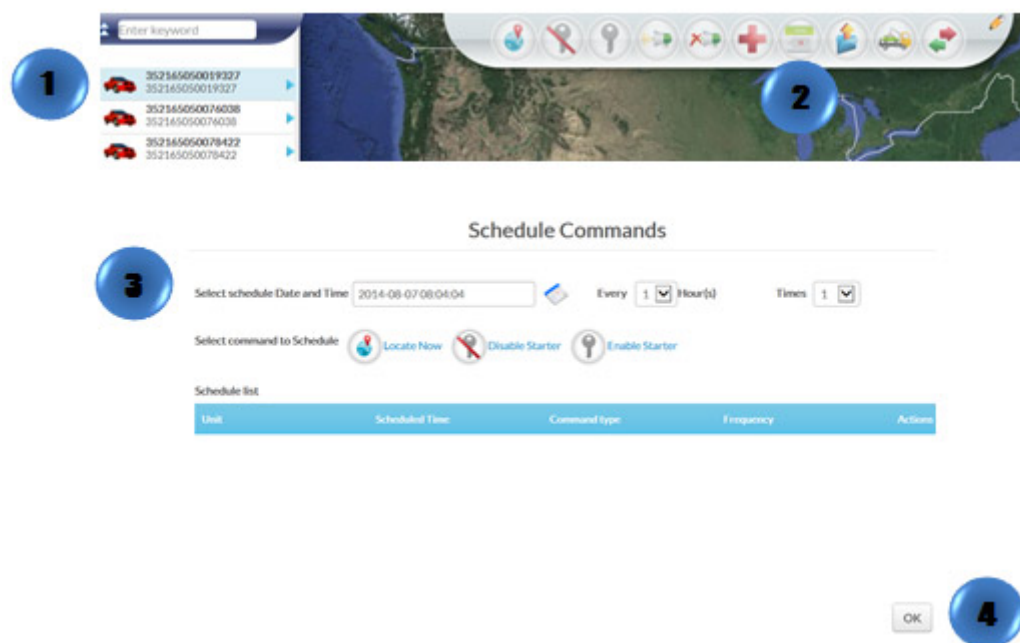 Enter keyword
1
352165050019327
352165050019327
2
352165050076038
352165050076038
352165050078422
352165050078422
Schedule Commands
3
Select schedule Date and Time 2014-08-07 08:04:04 Every 1 Hour(s) Times 1
Select command to Schedule Locate Now Disable Starter Enable Starter
Schedule list
Unit Scheduled Time Command type Frequency Actions
OK
4